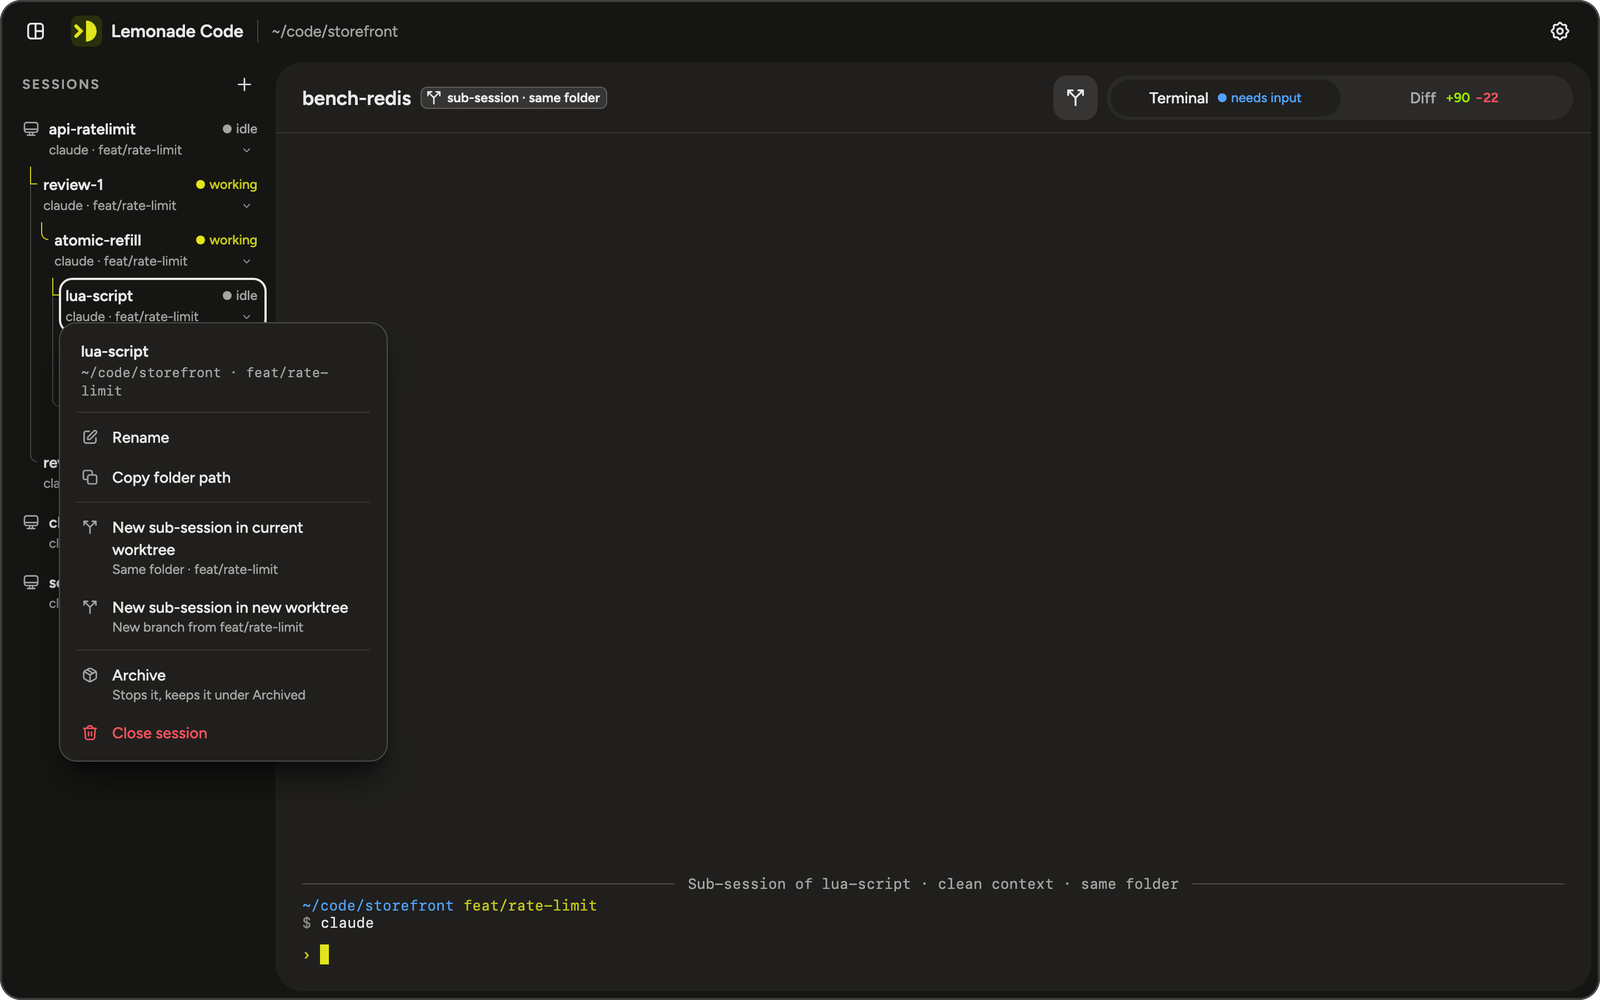 Lemonade Code
~/code/storefront
SESSIONS
api-ratelimit
idle
claude · feat/rate-limit
review-1
working
claude · feat/rate-limit
atomic-refill
working
claude · feat/rate-limit
lua-script
idle
claude · feat/rate-limit
lua-script
~/code/storefront · feat/rate-
limit
Rename
Copy folder path
New sub-session in current
worktree
Same folder · feat/rate-limit
New sub-session in new worktree
New branch from feat/rate-limit
Archive
Stops it, keeps it under Archived
Close session
bench-redis
sub-session · same folder
Terminal
needs input
Diff +90 -22
Sub-session of lua-script · clean context · same folder
~/code/storefront feat/rate-limit
$ claude
›